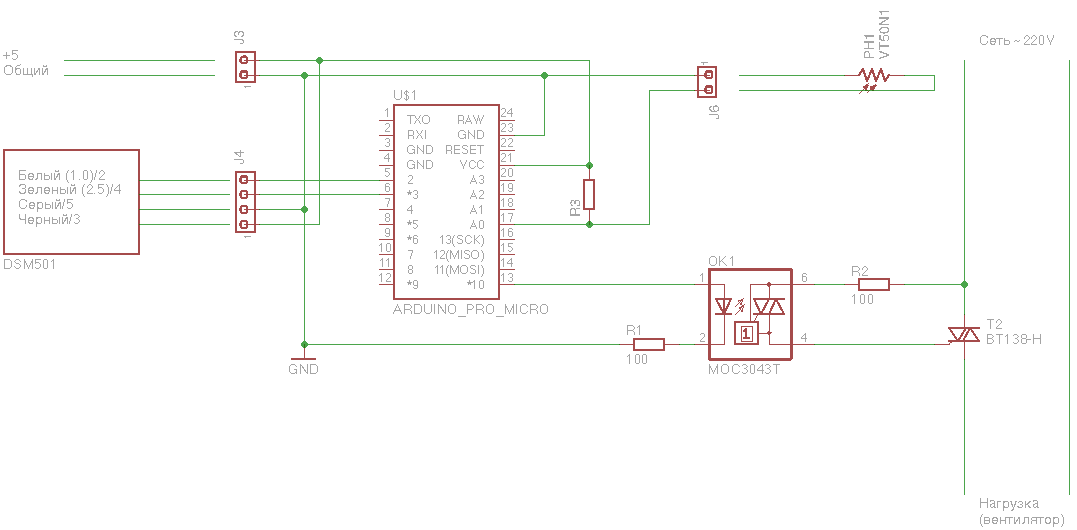 J3
+5
Общий
1
J4
1
Белый (1.0)/2
Зеленый (2.5)/4
Серый/5
Черный/3
DSM501
U$1
1 TXO RAW 24
2 RXI GND 23
3 GND RESET 22
4 GND VCC 21
5 2 A3 20
6 *3 A2 19
7 4 A1 18
8 *5 A0 17
9 *6 13(SCK) 16
10 7 12(MISO) 15
11 8 11(MOSI) 14
12 *9 *10 13
ARDUINO_PRO_MICRO
R3
1
J6
PH1
VT50N1
Сеть ~ 220V
OK1
1
6
2
4
1
MOC3043T
R2
100
R1
100
GND
T2
BT138-H
Нагрузка
(вентилятор)